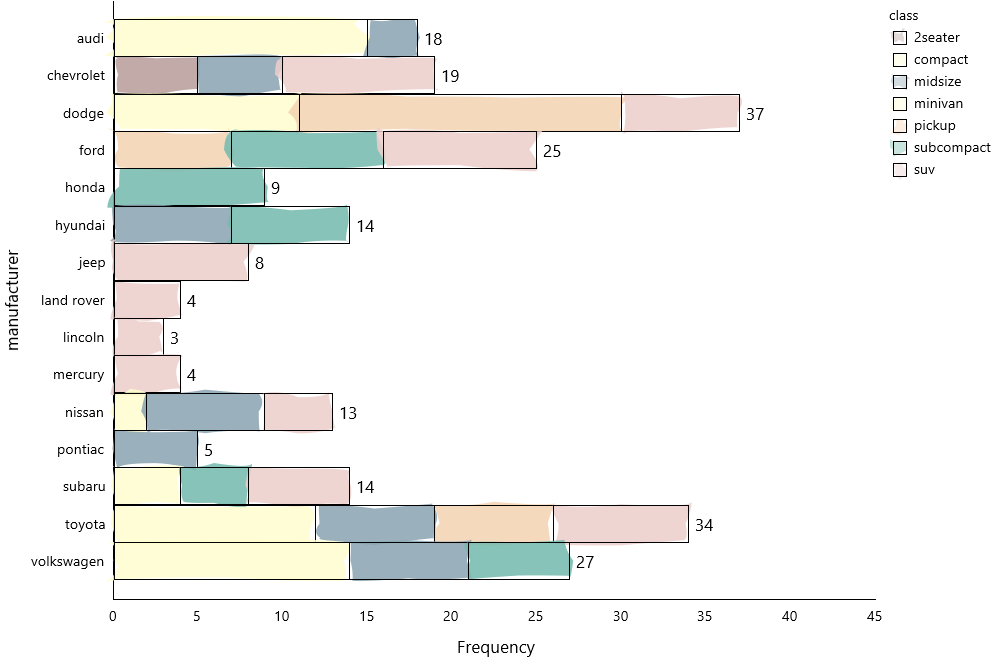 class
2seater
compact
midsize
minivan
pickup
subcompact
suv
manufacturer
audi 18
chevrolet 19
dodge 37
ford 25
honda 9
hyundai 14
jeep 8
land rover 4
lincoln 3
mercury 4
nissan 13
pontiac 5
subaru 14
toyota 34
volkswagen 27
0 5 10 15 20 25 30 35 40 45
Frequency